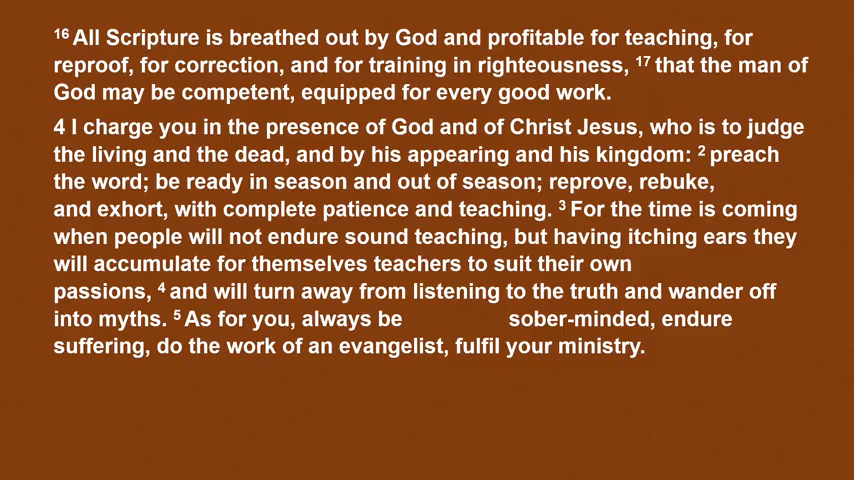 16 All Scripture is breathed out by God and profitable for teaching, for
reproof, for correction, and for training in righteousness, 17 that the man of
God may be competent, equipped for every good work.
4 I charge you in the presence of God and of Christ Jesus, who is to judge
the living and the dead, and by his appearing and his kingdom: 2 preach
the word; be ready in season and out of season; reprove, rebuke,
and exhort, with complete patience and teaching. 3 For the time is coming
when people will not endure sound teaching, but having itching ears they
will accumulate for themselves teachers to suit their own
passions, 4 and will turn away from listening to the truth and wander off
into myths. 5 As for you, always be sober-minded, endure
suffering, do the work of an evangelist, fulfil your ministry.